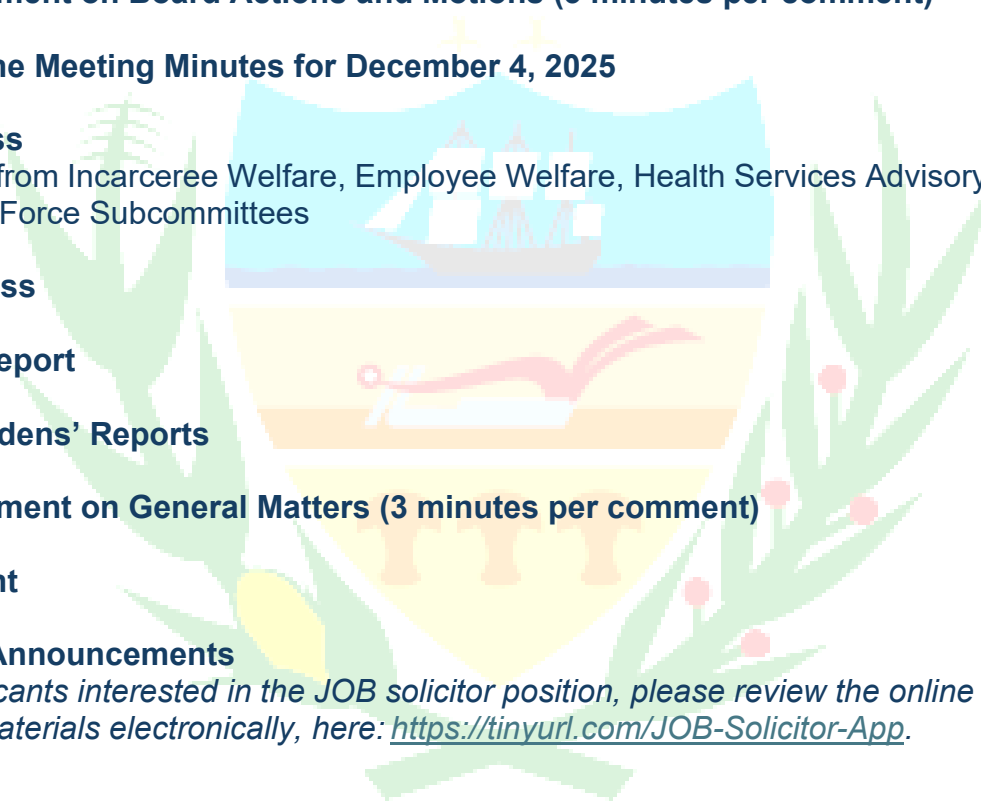 ment on Board Actions and Motions (3 minutes per comment)
ne Meeting Minutes for December 4, 2025
ss
from Incarceree Welfare, Employee Welfare, Health Services Advisory
Force Subcommittees
ss
eport
dens’ Reports
ment on General Matters (3 minutes per comment)
nt
Announcements
cants interested in the JOB solicitor position, please review the online
aterials electronically, here: https://tinyurl.com/JOB-Solicitor-App.